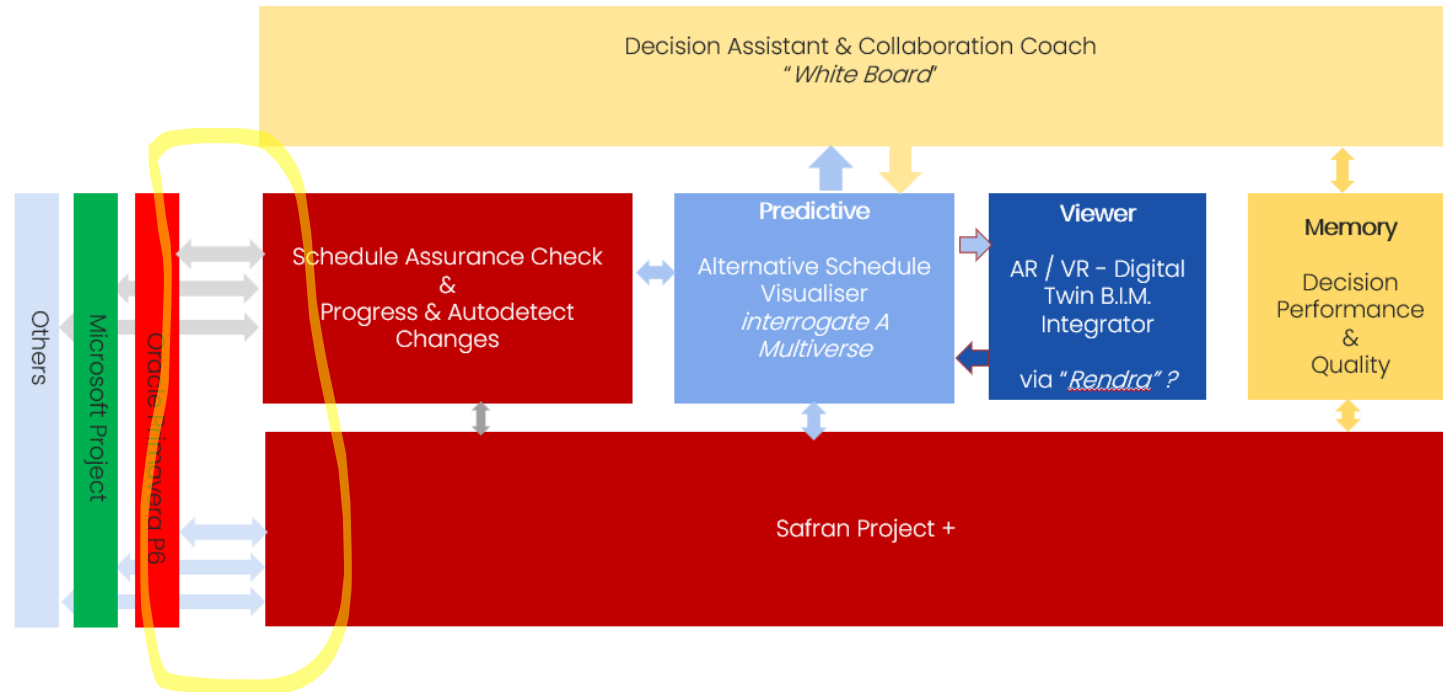 Decision Assistant & Collaboration Coach
“White Board”
Others
Microsoft Project
Oracle Primavera P6
Schedule Assurance Check
&
Progress & Autodetect
Changes
Predictive
Alternative Schedule
Visualiser
interrogate A
Multiverse
Viewer
AR / VR - Digital
Twin B.I.M.
Integrator
via “Rendra” ?
Memory
Decision
Performance
&
Quality
Safran Project +